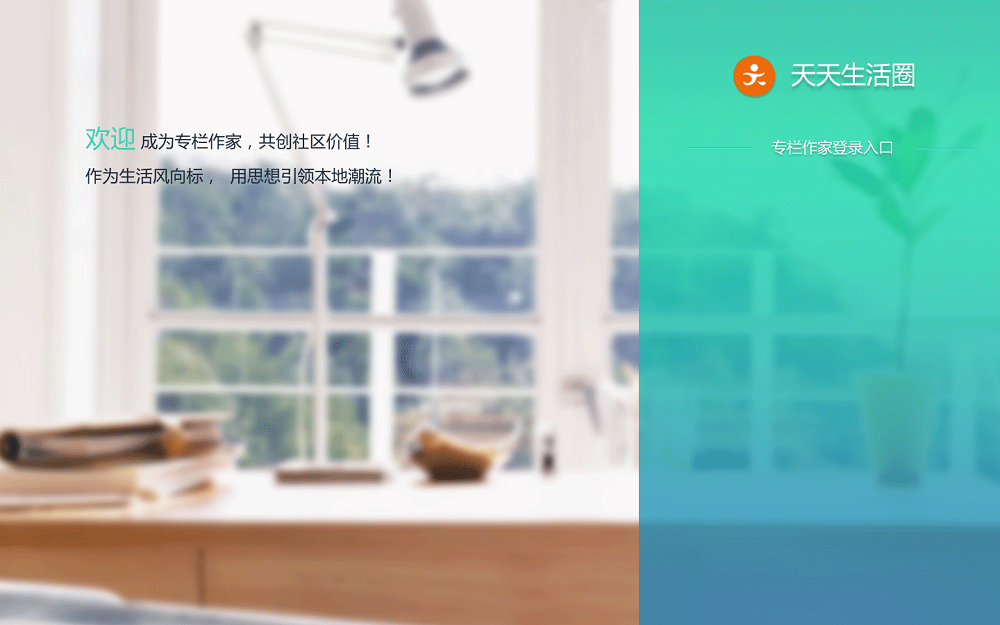 欢迎 成为专栏作家，共创社区价值！
作为生活风向标， 用思想引领本地潮流！
天天生活圈
专栏作家登录入口